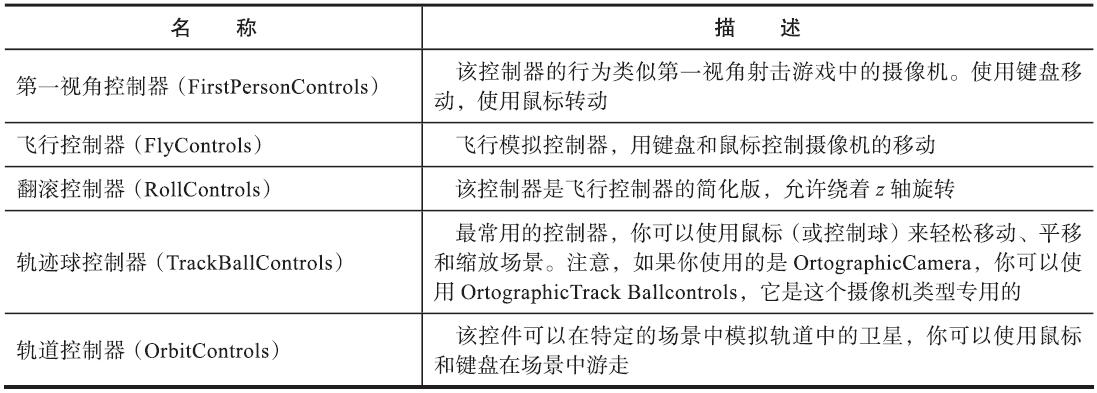 名 称 描 述
第一视角控制器（FirstPersonControls）
该控制器的行为类似第一视角射击游戏中的摄像机。使用键盘移
动，使用鼠标转动
飞行控制器（FlyControls）
飞行模拟控制器，用键盘和鼠标控制摄像机的移动
翻滚控制器（RollControls）
该控制器是飞行控制器的简化版，允许绕着 z 轴旋转
轨迹球控制器（TrackBallControls）
最常用的控制器，你可以使用鼠标（或控制球）来轻松移动、平移
和缩放场景。注意，如果你使用的是 OrtographicCamera，你可以使
用 OrtographicTrack Ballcontrols，它是这个摄像机类型专用的
轨道控制器（OrbitControls）
该控件可以在特定的场景中模拟轨道中的卫星，你可以使用鼠标
和键盘在场景中游走